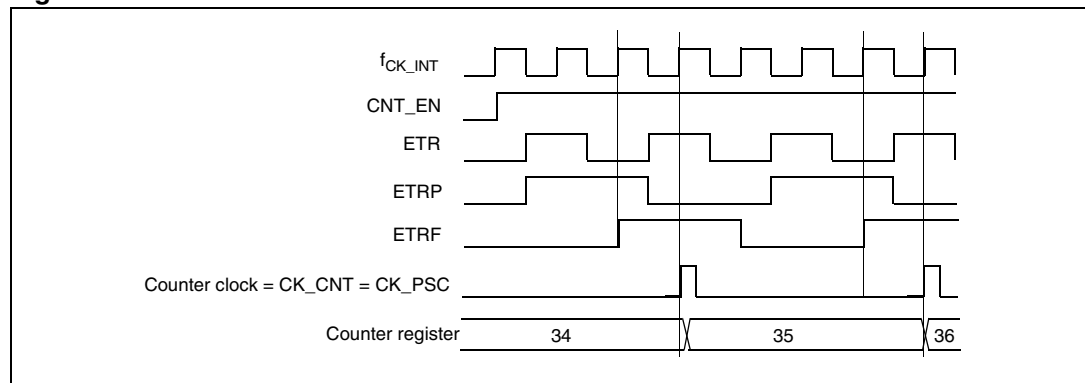 f_CK_INT
CNT_EN
ETR
ETRP
ETRF
Counter clock = CK_CNT = CK_PSC
Counter register 34 35 36